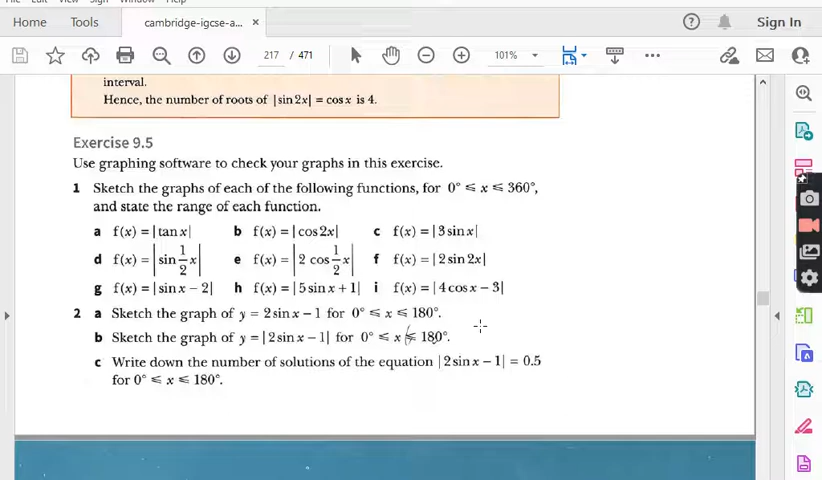 Home Tools cambridge-igcse-a... × Sign In
217 / 471 101%
interval.
Hence, the number of roots of |sin 2x| = cos x is 4.
Exercise 9.5
Use graphing software to check your graphs in this exercise.
1 Sketch the graphs of each of the following functions, for 0° ⩽ x ⩽ 360°,
and state the range of each function.
a f(x) = |tan x| b f(x) = |cos 2x| c f(x) = |3 sin x|
d f(x) = |sin 1/2 x| e f(x) = |2 cos 1/2 x| f f(x) = |2 sin 2x|
g f(x) = |sin x − 2| h f(x) = |5 sin x + 1| i f(x) = |4 cos x − 3|
2 a Sketch the graph of y = 2 sin x − 1 for 0° ⩽ x ⩽ 180°.
b Sketch the graph of y = |2 sin x − 1| for 0° ⩽ x ⩽ 180°.
c Write down the number of solutions of the equation |2 sin x − 1| = 0.5
for 0° ⩽ x ⩽ 180°.